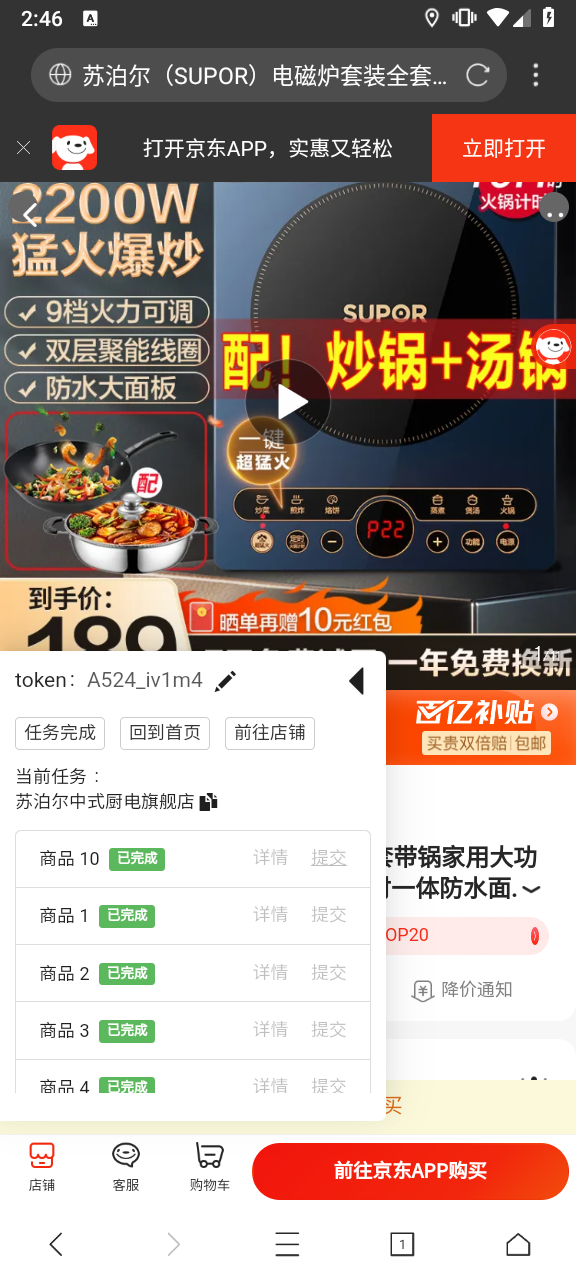 2:46
A
苏泊尔（SUPOR）电磁炉套装全套...
打开京东APP，实惠又轻松
立即打开
2200W
猛火爆炒
火锅计时
9档火力可调
双层聚能线圈
防水大面板
SUPOR
配！炒锅+汤锅
一键
超猛火
配
炒菜 煎炸 烙饼 蒸煮 煲汤 火锅
P22
定时
功能
电源
到手价:
189
晒单再赠10元红包
一年免费换新
百亿补贴
买贵双倍赔 包邮
token： A524_iv1m4
任务完成
回到首页
前往店铺
当前任务：
苏泊尔中式厨电旗舰店
商品 10 已完成 详情 提交
商品 1 已完成 详情 提交
商品 2 已完成 详情 提交
商品 3 已完成 详情 提交
商品 4 已完成 详情 提交
套带锅家用大功
时一体防水面.
OP20
降价通知
买
店铺
客服
购物车
前往京东APP购买
1